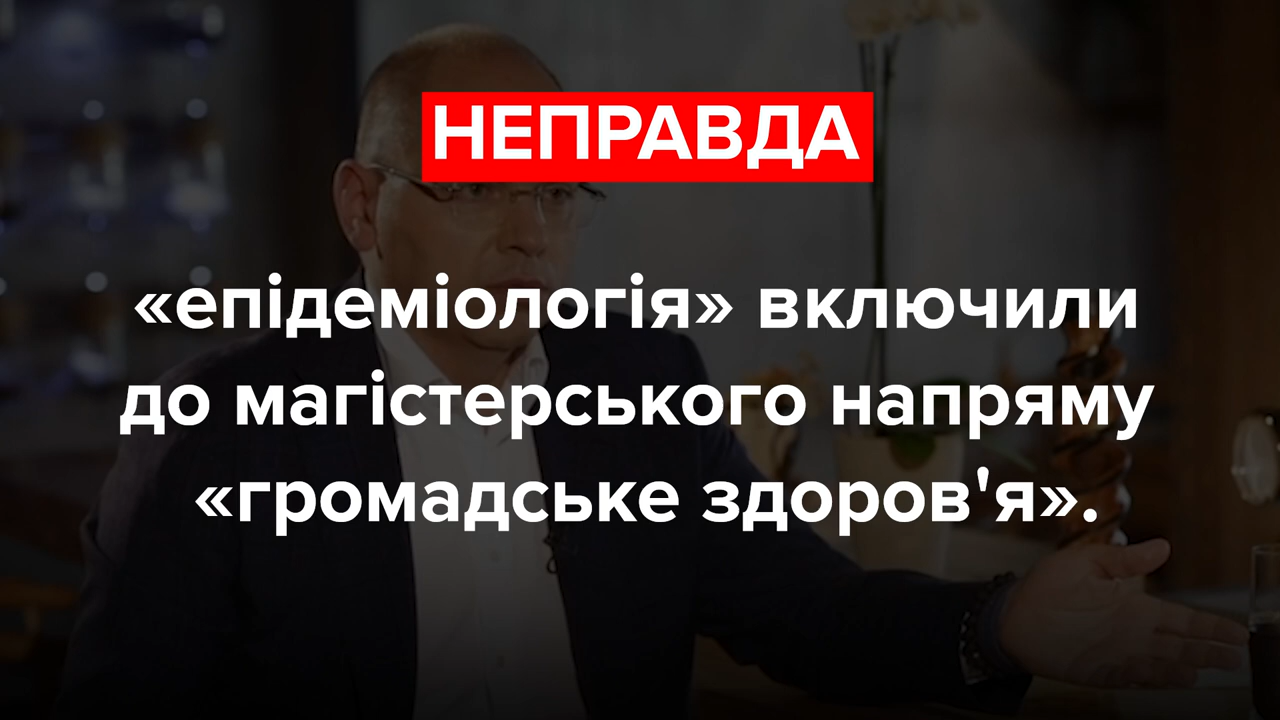 НЕПРАВДА
«епідеміологія» включили
до магістерського напряму
«громадське здоров'я».